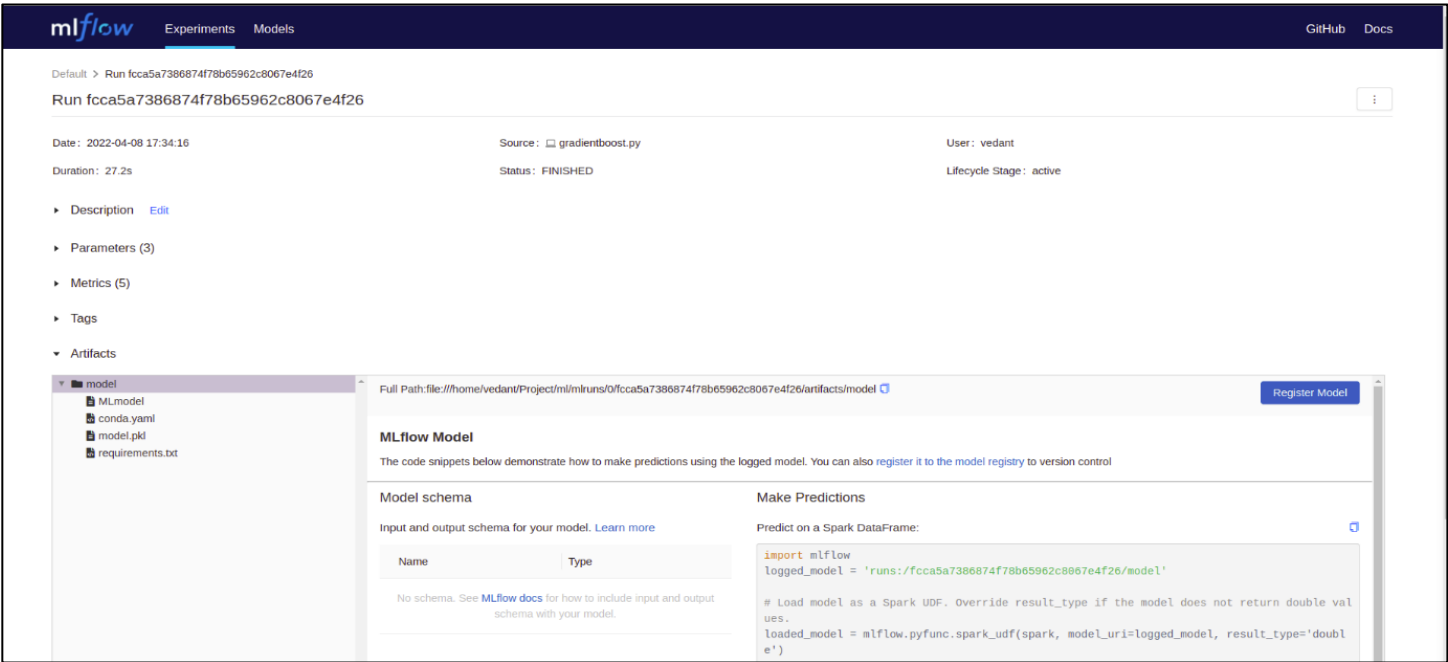 mlflow Experiments Models GitHub Docs
Default > Run fcca5a7386874f78b65962c8067e4f26
Run fcca5a7386874f78b65962c8067e4f26
Date: 2022-04-08 17:34:16 Source: gradientboost.py User: vedant
Duration: 27.2s Status: FINISHED Lifecycle Stage: active
Description Edit
Parameters (3)
Metrics (5)
Tags
Artifacts
model
MLmodel
conda.yaml
model.pkl
requirements.txt
Full Path:file:///home/vedant/Project/ml/mlruns/0/fcca5a7386874f78b65962c8067e4f26/artifacts/model
Register Model
MLflow Model
The code snippets below demonstrate how to make predictions using the logged model. You can also register it to the model registry to version control
Model schema
Input and output schema for your model. Learn more
Name Type
No schema. See MLflow docs for how to include input and output
schema with your model.
Make Predictions
Predict on a Spark DataFrame:
import mlflow
logged_model = 'runs:/fcca5a7386874f78b65962c8067e4f26/model'
# Load model as a Spark UDF. Override result_type if the model does not return double val
ues.
loaded_model = mlflow.pyfunc.spark_udf(spark, model_uri=logged_model, result_type='doubl
e')